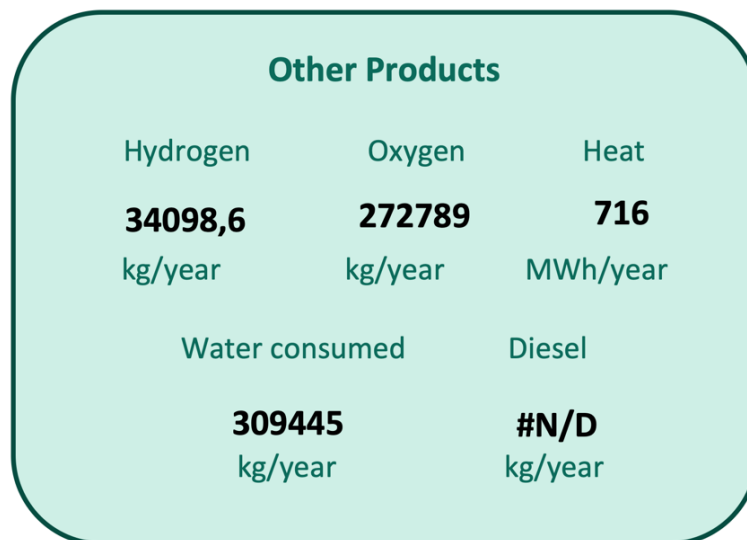 Other Products
Hydrogen Oxygen Heat
34098,6 272789 716
kg/year kg/year MWh/year
Water consumed Diesel
309445 #N/D
kg/year kg/year